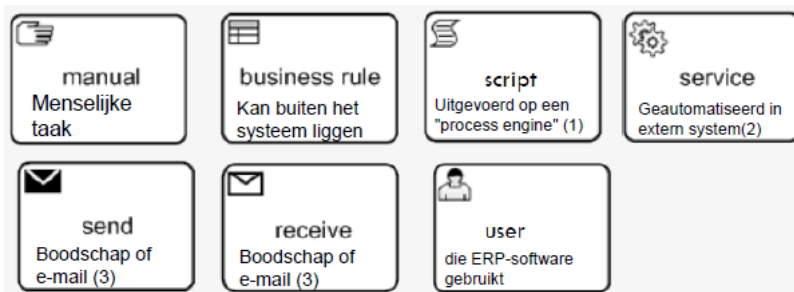 manual
Menselijke
taak
business rule
Kan buiten het
systeem liggen
script
Uitgevoerd op een
"process engine" (1)
service
Geautomatiseerd in
extern system(2)
send
Boodschap of
e-mail (3)
receive
Boodschap of
e-mail (3)
user
die ERP-software
gebruikt